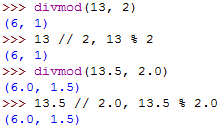 >>> divmod(13, 2)
(6, 1)
>>> 13 // 2, 13 % 2
(6, 1)
>>> divmod(13.5, 2.0)
(6.0, 1.5)
>>> 13.5 // 2.0, 13.5 % 2.0
(6.0, 1.5)